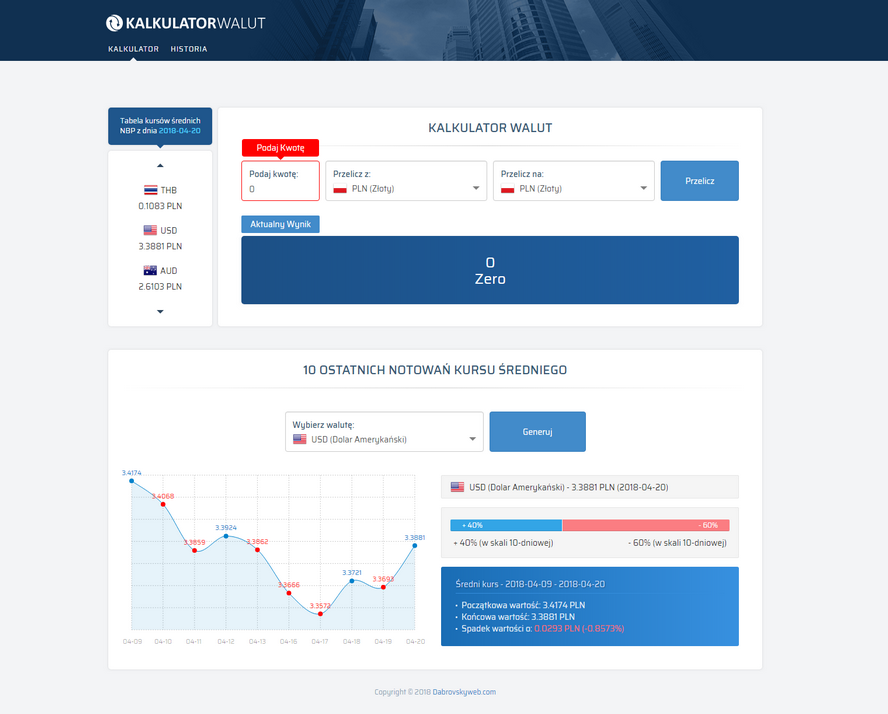 KALKULATORWALUT
KALKULATOR HISTORIA
Tabela kursów średnich
NBP z dnia 2018-04-20
THB
0.1083 PLN
USD
3.3881 PLN
AUD
2.6103 PLN
KALKULATOR WALUT
Podaj Kwotę
Podaj kwotę:
0
Przelicz z:
PLN (Złoty)
Przelicz na:
PLN (Złoty)
Przelicz
Aktualny Wynik
0
Zero
10 OSTATNICH NOTOWAŃ KURSU ŚREDNIEGO
Wybierz walutę:
USD (Dolar Amerykański)
Generuj
3.4174
3.4068
3.3859
3.3924
3.3862
3.3666
3.3572
3.3721
3.3693
3.3881
04-09 04-10 04-11 04-12 04-13 04-16 04-17 04-18 04-19 04-20
USD (Dolar Amerykański) - 3.3881 PLN (2018-04-20)
+ 40% - 60%
+ 40% (w skali 10-dniowej) - 60% (w skali 10-dniowej)
Średni kurs - 2018-04-09 - 2018-04-20
• Początkowa wartość: 3.4174 PLN
• Końcowa wartość: 3.3881 PLN
• Spadek wartości o: 0.0293 PLN (-0.8573%)
Copyright © 2018 Dabrovskyweb.com